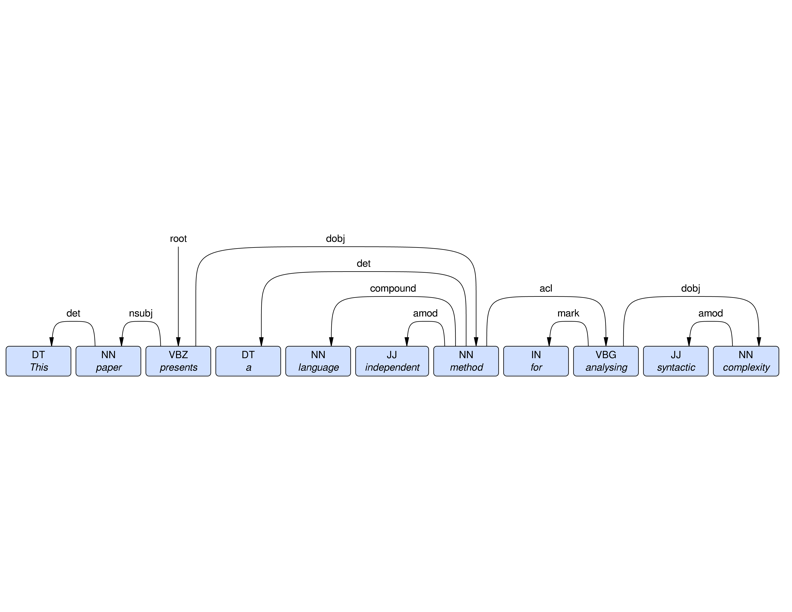 root dobj
det
compound acl dobj
det nsubj amod mark amod
DT NN VBZ DT NN JJ NN IN VBG JJ NN
This paper presents a language independent method for analysing syntactic complexity